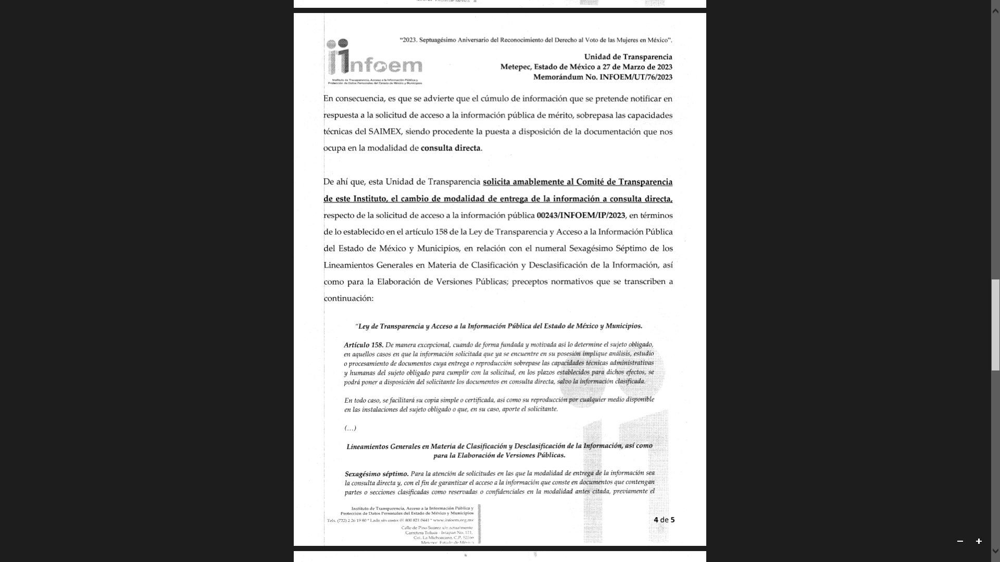 “2023. Septuagésimo Aniversario del Reconocimiento del Derecho al Voto de las Mujeres en México”.
infoem
Instituto de Transparencia, Acceso a la Información Pública y
Protección de Datos Personales del Estado de México y Municipios
Unidad de Transparencia
Metepec, Estado de México a 27 de Marzo de 2023
Memorándum No. INFOEM/UT/76/2023
En consecuencia, es que se advierte que el cúmulo de información que se pretende notificar en
respuesta a la solicitud de acceso a la información pública de mérito, sobrepasa las capacidades
técnicas del SAIMEX, siendo procedente la puesta a disposición de la documentación que nos
ocupa en la modalidad de consulta directa.
De ahí que, esta Unidad de Transparencia solicita amablemente al Comité de Transparencia
de este Instituto, el cambio de modalidad de entrega de la información a consulta directa,
respecto de la solicitud de acceso a la información pública 00243/INFOEM/IP/2023, en términos
de lo establecido en el artículo 158 de la Ley de Transparencia y Acceso a la Información Pública
del Estado de México y Municipios, en relación con el numeral Sexagésimo Séptimo de los
Lineamientos Generales en Materia de Clasificación y Desclasificación de la Información, así
como para la Elaboración de Versiones Públicas; preceptos normativos que se transcriben a
continuación:
“Ley de Transparencia y Acceso a la Información Pública del Estado de México y Municipios.
Artículo 158. De manera excepcional, cuando de forma fundada y motivada así lo determine el sujeto obligado,
en aquellos casos en que la información solicitada que ya se encuentre en su posesión implique análisis, estudio
o procesamiento de documentos cuya entrega o reproducción sobrepase las capacidades técnicas administrativas
y humanas del sujeto obligado para cumplir con la solicitud, en los plazos establecidos para dichos efectos, se
podrá poner a disposición del solicitante los documentos en consulta directa, salvo la información clasificada.
En todo caso, se facilitará su copia simple o certificada, así como su reproducción por cualquier medio disponible
en las instalaciones del sujeto obligado o que, en su caso, aporte el solicitante.
(…)
Lineamientos Generales en Materia de Clasificación y Desclasificación de la Información, así como
para la Elaboración de Versiones Públicas.
Sexagésimo séptimo. Para la atención de solicitudes en las que la modalidad de entrega de la información sea
la consulta directa y, con el fin de garantizar el acceso a la información que conste en documentos que contengan
partes o secciones clasificadas como reservadas o confidenciales en la modalidad antes citada, previamente el
Instituto de Transparencia, Acceso a la Información Pública y
Protección de Datos Personales del Estado de México y Municipios
Tels. (722) 2 26 19 80 * Lada sin costo: 01 800 821 0441 * www.infoem.org.mx
Calle de Pino Suárez s/n actualmente
Carretera Toluca - Ixtapan No. 111,
Col. La Michoacana, C.P. 52166
Metepec, Estado de México
4 de 5